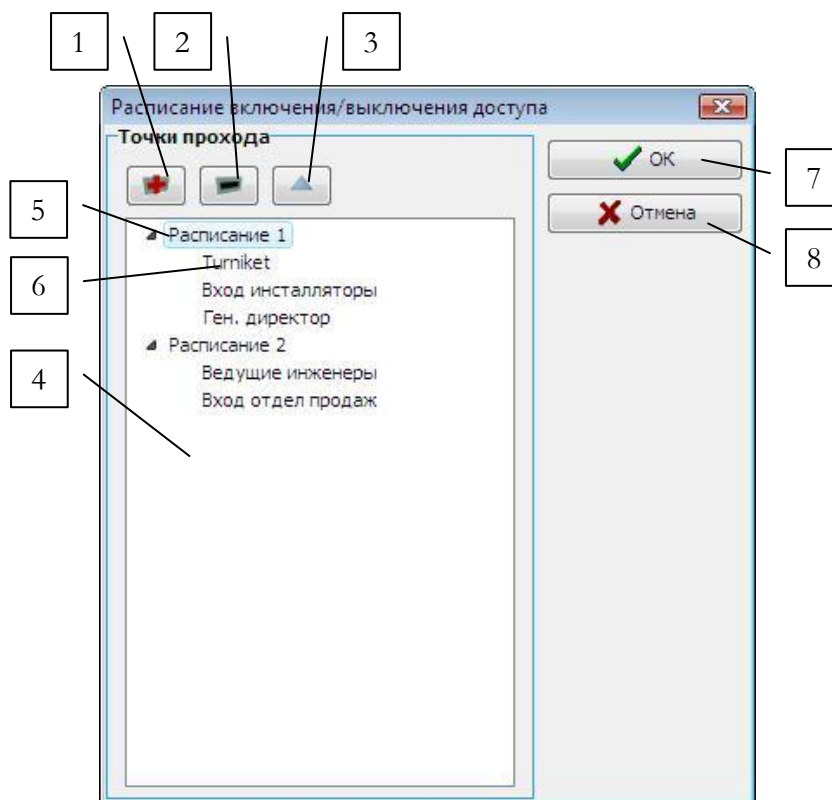 1
2
3
Расписание включения/выключения доступа
Точки прохода
ОК
7
5
Отмена
Расписание 1
8
Turniket
6
Вход инсталляторы
Ген. директор
Расписание 2
4
Ведущие инженеры
Вход отдел продаж